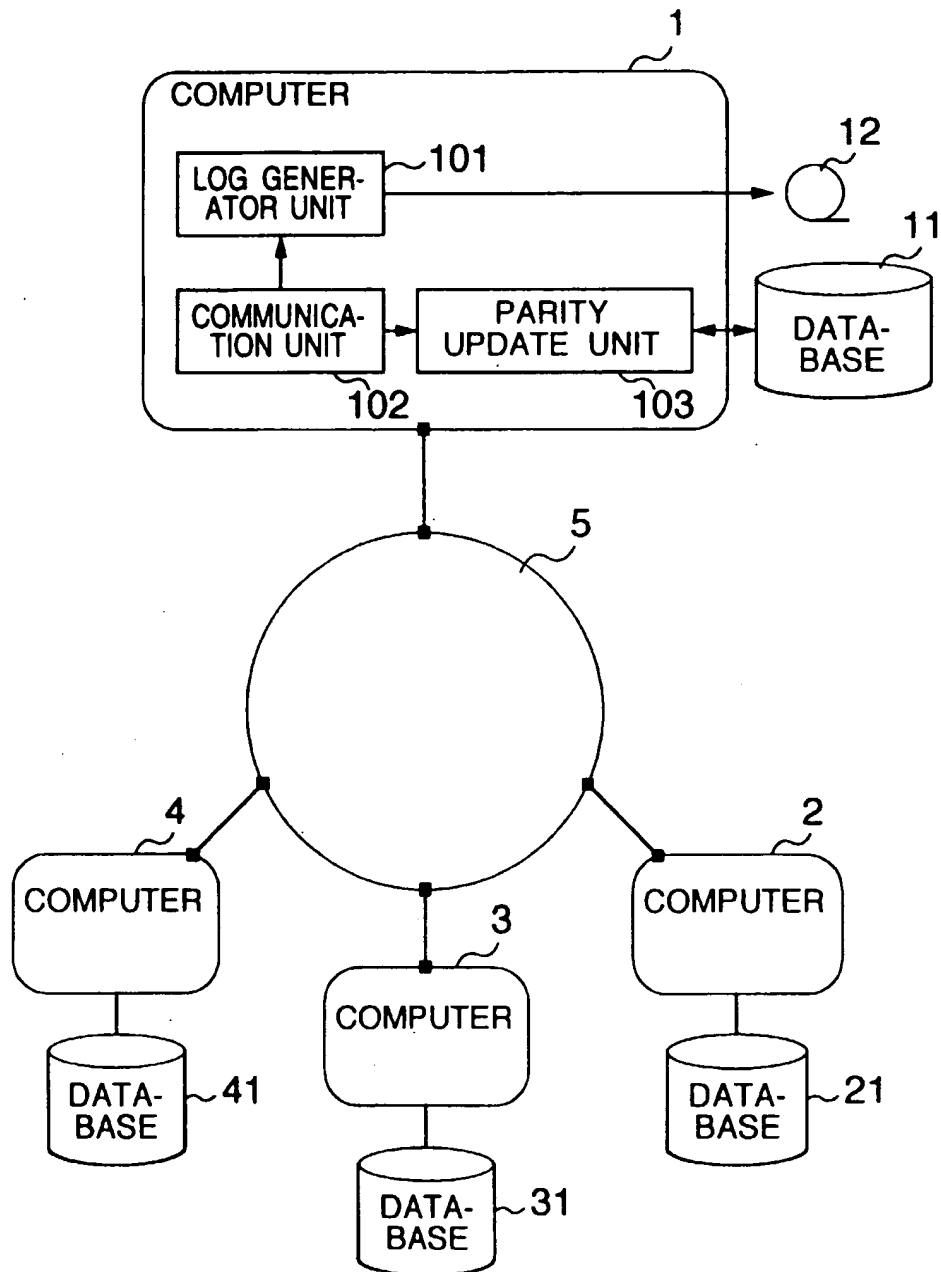 1
COMPUTER
101
LOG GENER-
ATOR UNIT
12
11
COMMUNICA-
TION UNIT
PARITY
UPDATE UNIT
DATA-
BASE
102
103
5
4
2
COMPUTER
3
COMPUTER
COMPUTER
DATA-
BASE
41
DATA-
BASE
21
DATA-
BASE
31